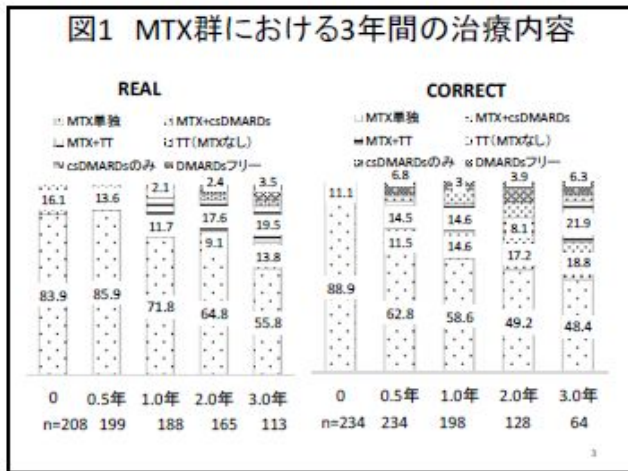 図1 MTX群における3年間の治療内容
REAL
MTX単独 MTX+csDMARDs
MTX+TT TT(MTXなし)
csDMARDsのみ DMARDsフリー
2.1 2.4 3.5
16.1 13.6 11.7 17.6 19.5
9.1 13.8
83.9 85.9 71.8 64.8 55.8
0 0.5年 1.0年 2.0年 3.0年
n=208 199 188 165 113
CORRECT
MTX単独 MTX+csDMARDs
MTX+TT TT(MTXなし)
csDMARDsのみ DMARDsフリー
6.8 3 3.9 6.3
11.1 14.5 14.6 8.1 21.9
11.5 14.6 17.2 18.8
88.9 62.8 58.6 49.2 48.4
0 0.5年 1.0年 2.0年 3.0年
n=234 234 198 128 64
3